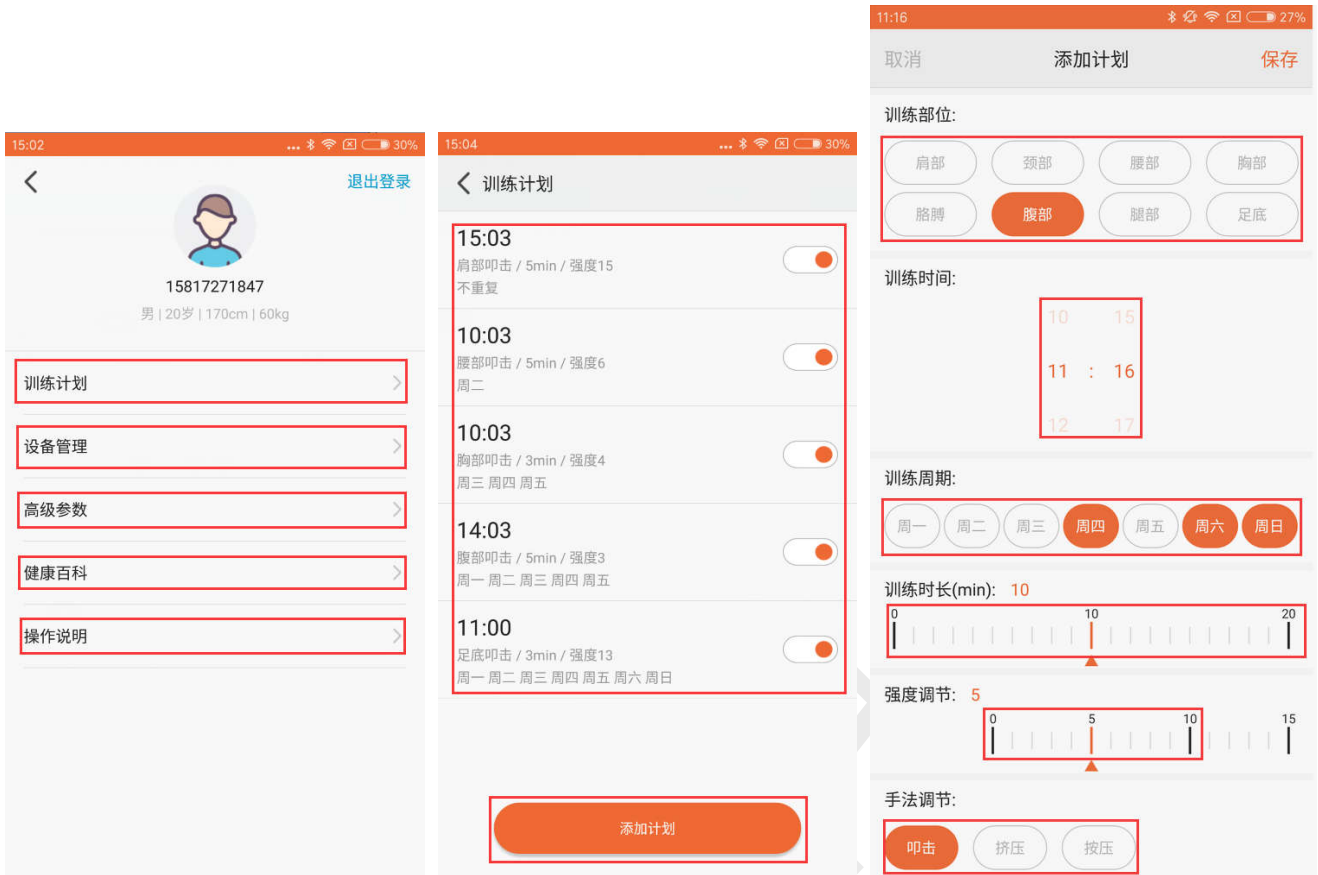 15:02
30%
退出登录
15817271847
男 | 20岁 | 170cm | 60kg
训练计划
设备管理
高级参数
健康百科
操作说明
15:04
30%
训练计划
15:03
肩部叩击 / 5min / 强度15
不重复
10:03
腰部叩击 / 5min / 强度6
周二
10:03
胸部叩击 / 3min / 强度4
周三 周四 周五
14:03
腹部叩击 / 5min / 强度3
周一 周二 周三 周四 周五
11:00
足底叩击 / 3min / 强度13
周一 周二 周三 周四 周五 周六 周日
添加计划
11:16
27%
取消 添加计划 保存
训练部位:
肩部 颈部 腰部 胸部
胳膊 腹部 腿部 足底
训练时间:
10 15
11 : 16
12 17
训练周期:
周一 周二 周三 周四 周五 周六 周日
训练时长(min): 10
0 10 20
强度调节: 5
0 5 10 15
手法调节:
叩击 挤压 按压